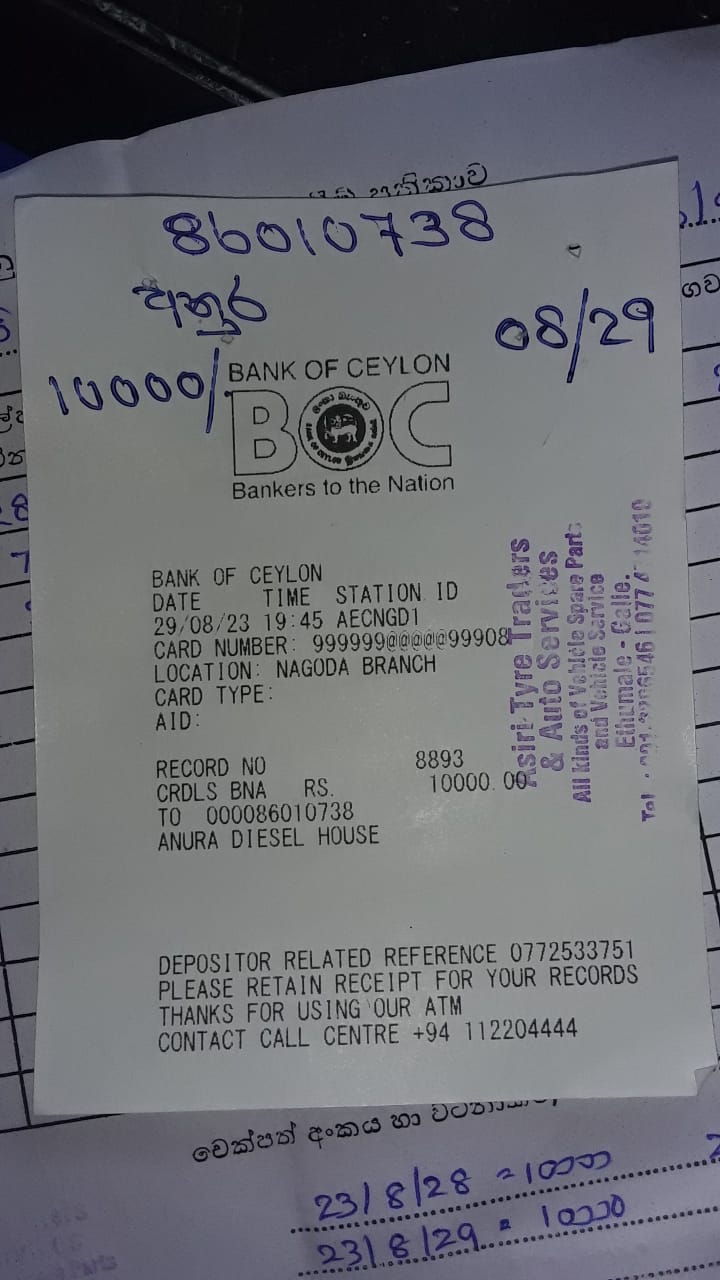 86010738
අනුර
08/29
10000/-
BANK OF CEYLON
BOC
Bankers to the Nation
BANK OF CEYLON
DATE TIME STATION ID
29/08/23 19:45 AECNGD1
CARD NUMBER: 999999@@@@@99908
LOCATION: NAGODA BRANCH
CARD TYPE:
AID:
RECORD NO 8893
CRDLS BNA RS. 10000.00
TO 000086010738
ANURA DIESEL HOUSE
DEPOSITOR RELATED REFERENCE 0772533751
PLEASE RETAIN RECEIPT FOR YOUR RECORDS
THANKS FOR USING OUR ATM
CONTACT CALL CENTRE +94 112204444
Asiri Tyre Traders
& Auto Services
All Kinds of Vehicle Spare Parts
and Vehicle Service
Ethumale - Galle.
Tel
චෙක්පත් අංකය හා
23/8/28 = 10000
23/8/29 = 10000